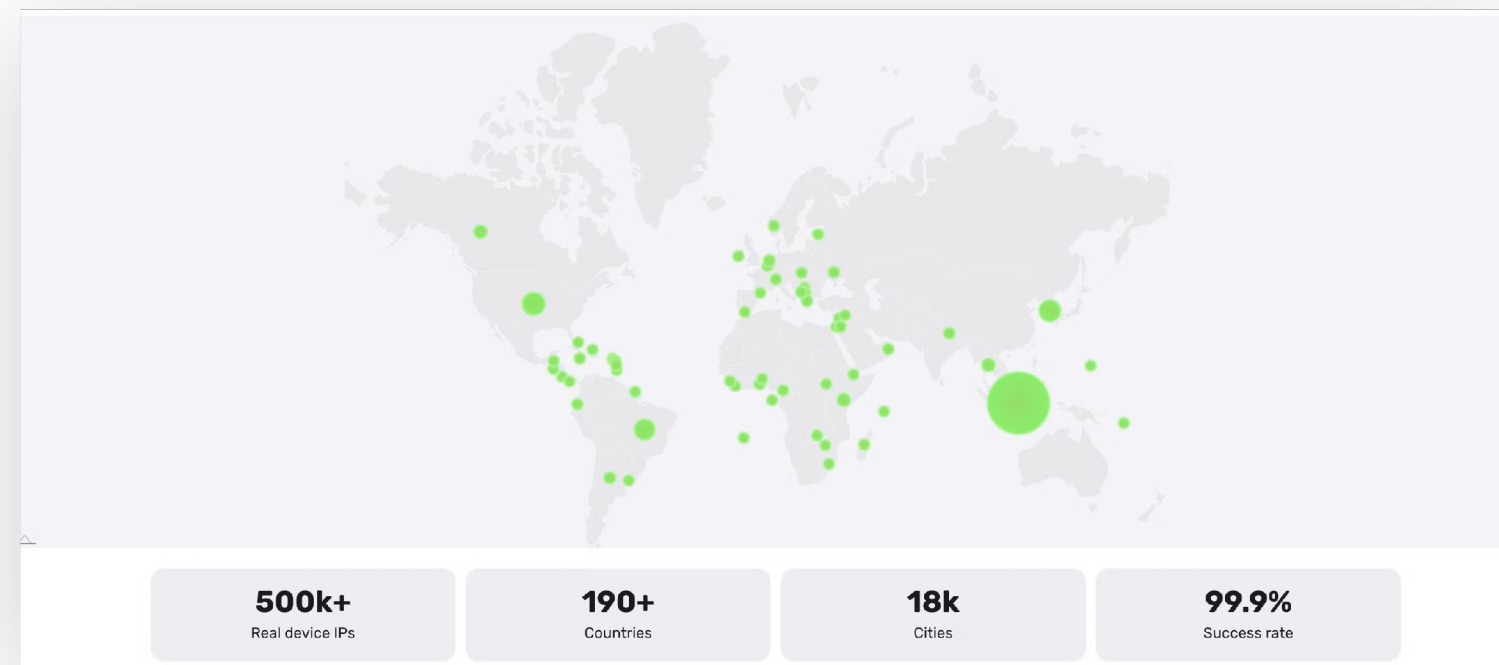 500k+
Real device IPs
190+
Countries
18k
Cities
99.9%
Success rate